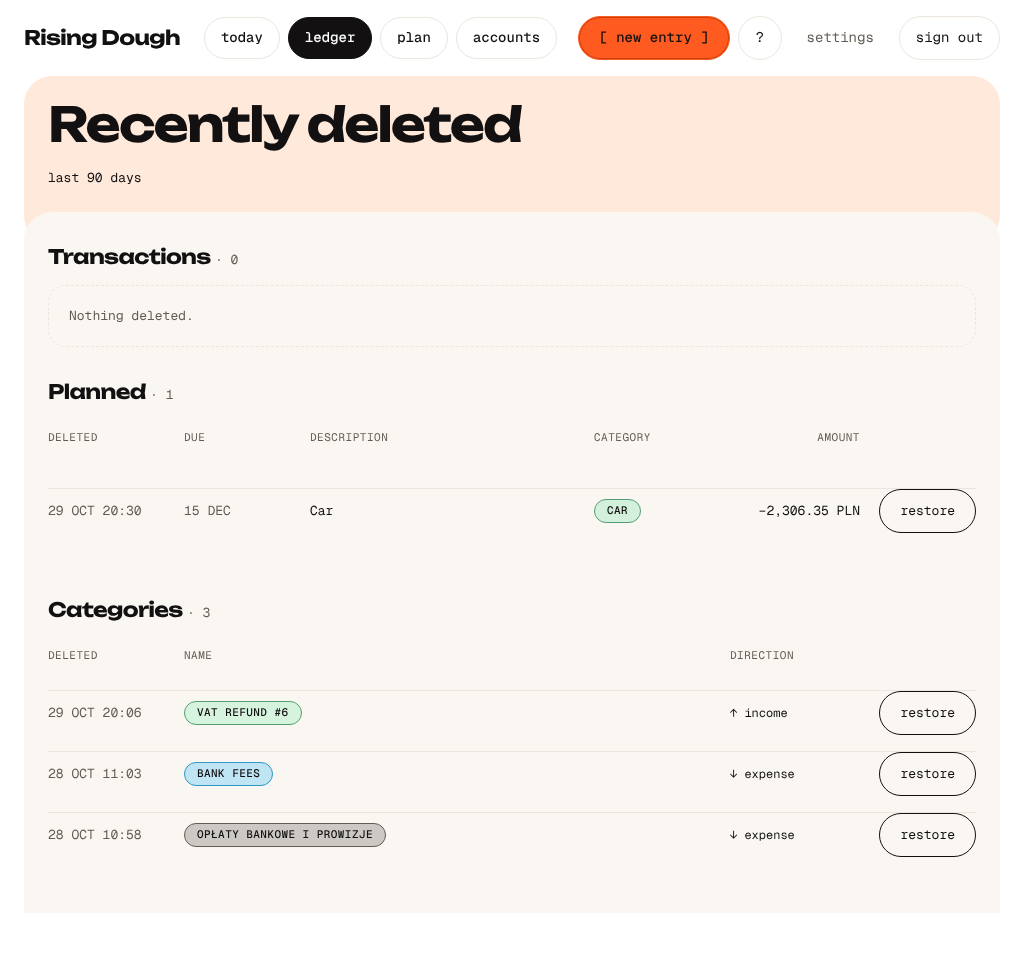 Rising Dough today ledger plan accounts [ new entry ] ? settings sign out
Recently deleted
last 90 days
Transactions · 0
Nothing deleted.
Planned · 1
DELETED DUE DESCRIPTION CATEGORY AMOUNT
29 OCT 20:30 15 DEC Car CAR −2,306.35 PLN restore
Categories · 3
DELETED NAME DIRECTION
29 OCT 20:06 VAT REFUND #6 ↑ income restore
28 OCT 11:03 BANK FEES ↓ expense restore
28 OCT 10:58 OPŁATY BANKOWE I PROWIZJE ↓ expense restore